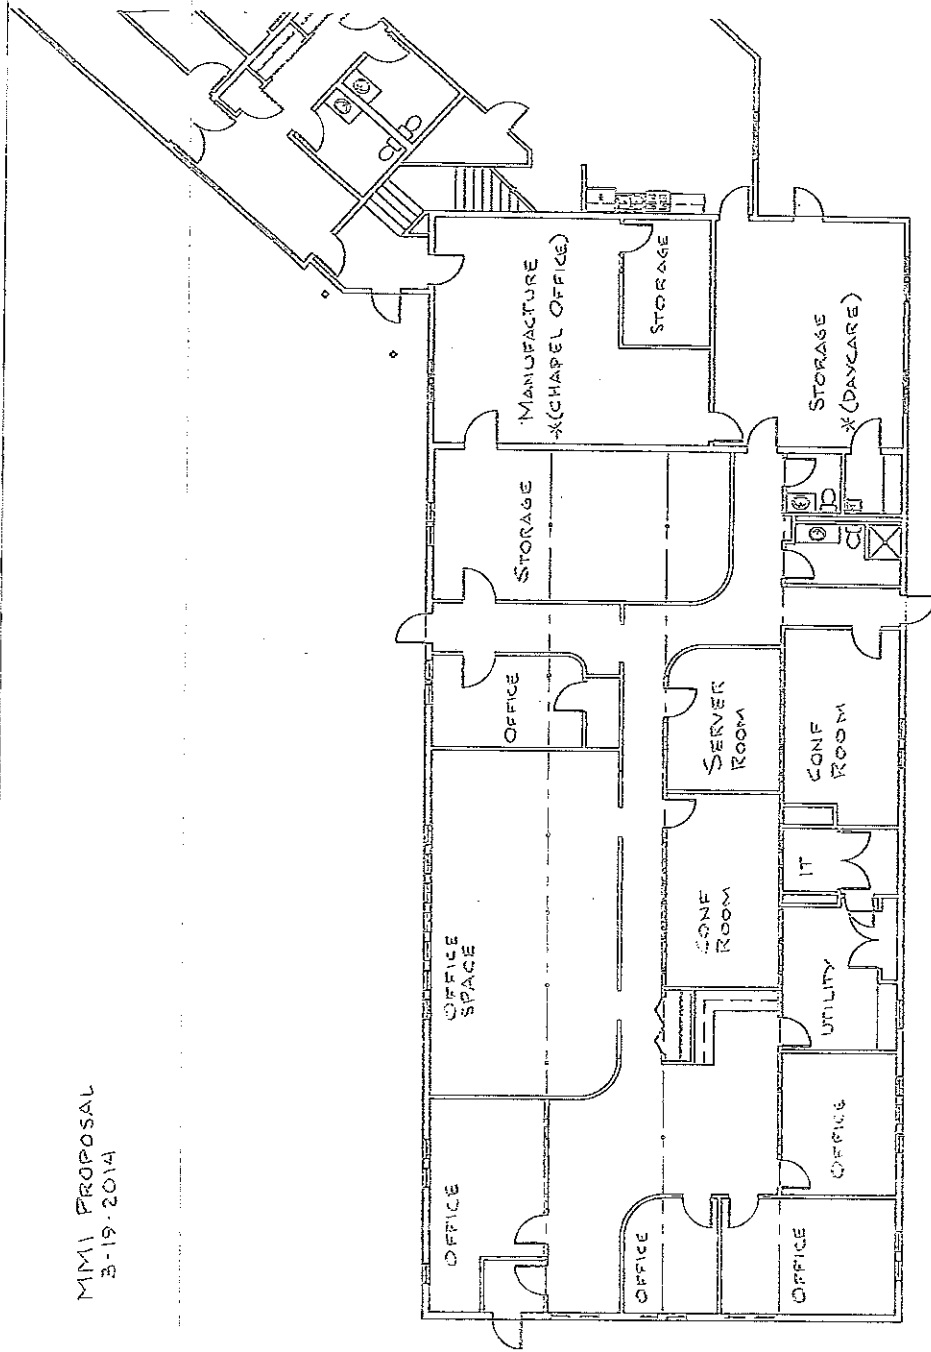 MMI PROPOSAL
3-19-2014
OFFICE
OFFICE
SPACE
OFFICE
STORAGE
MANUFACTURE
*(CHAPEL OFFICE)
STORAGE
OFFICE
CONF
ROOM
SERVER
ROOM
OFFICE
OFFICE
UTILITY
IT
CONF
ROOM
STORAGE
*(DAYCARE)